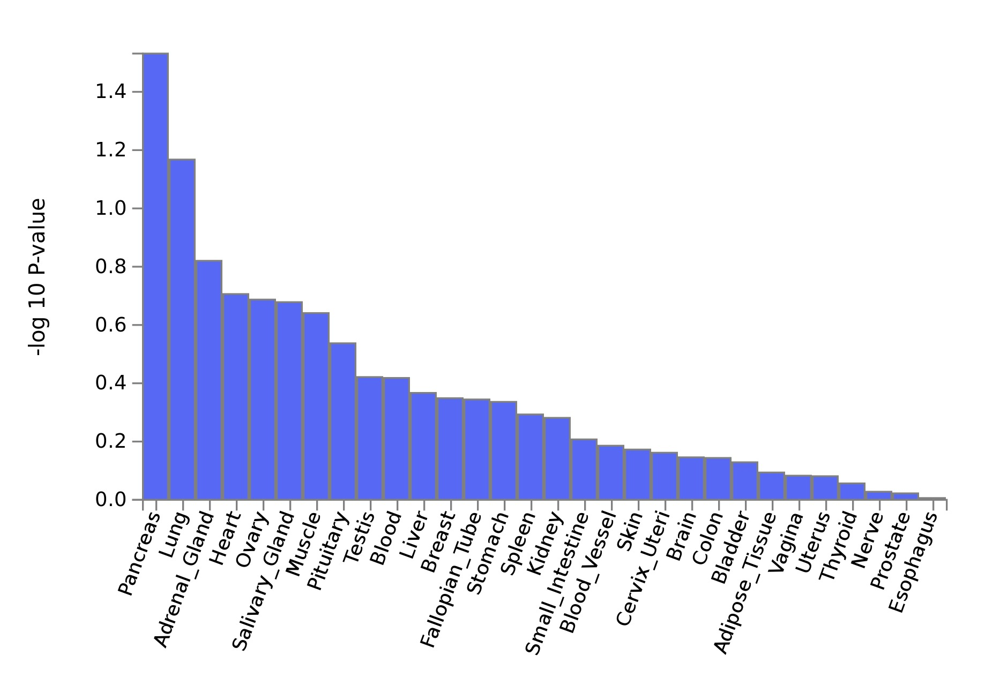 -log 10 P-value
1.4
1.2
1.0
0.8
0.6
0.4
0.2
0.0
Pancreas
Lung
Adrenal_Gland
Heart
Ovary
Salivary_Gland
Muscle
Pituitary
Testis
Blood
Liver
Breast
Fallopian_Tube
Stomach
Spleen
Kidney
Small_Intestine
Blood_Vessel
Skin
Cervix_Uteri
Brain
Colon
Bladder
Adipose_Tissue
Vagina
Uterus
Thyroid
Nerve
Prostate
Esophagus